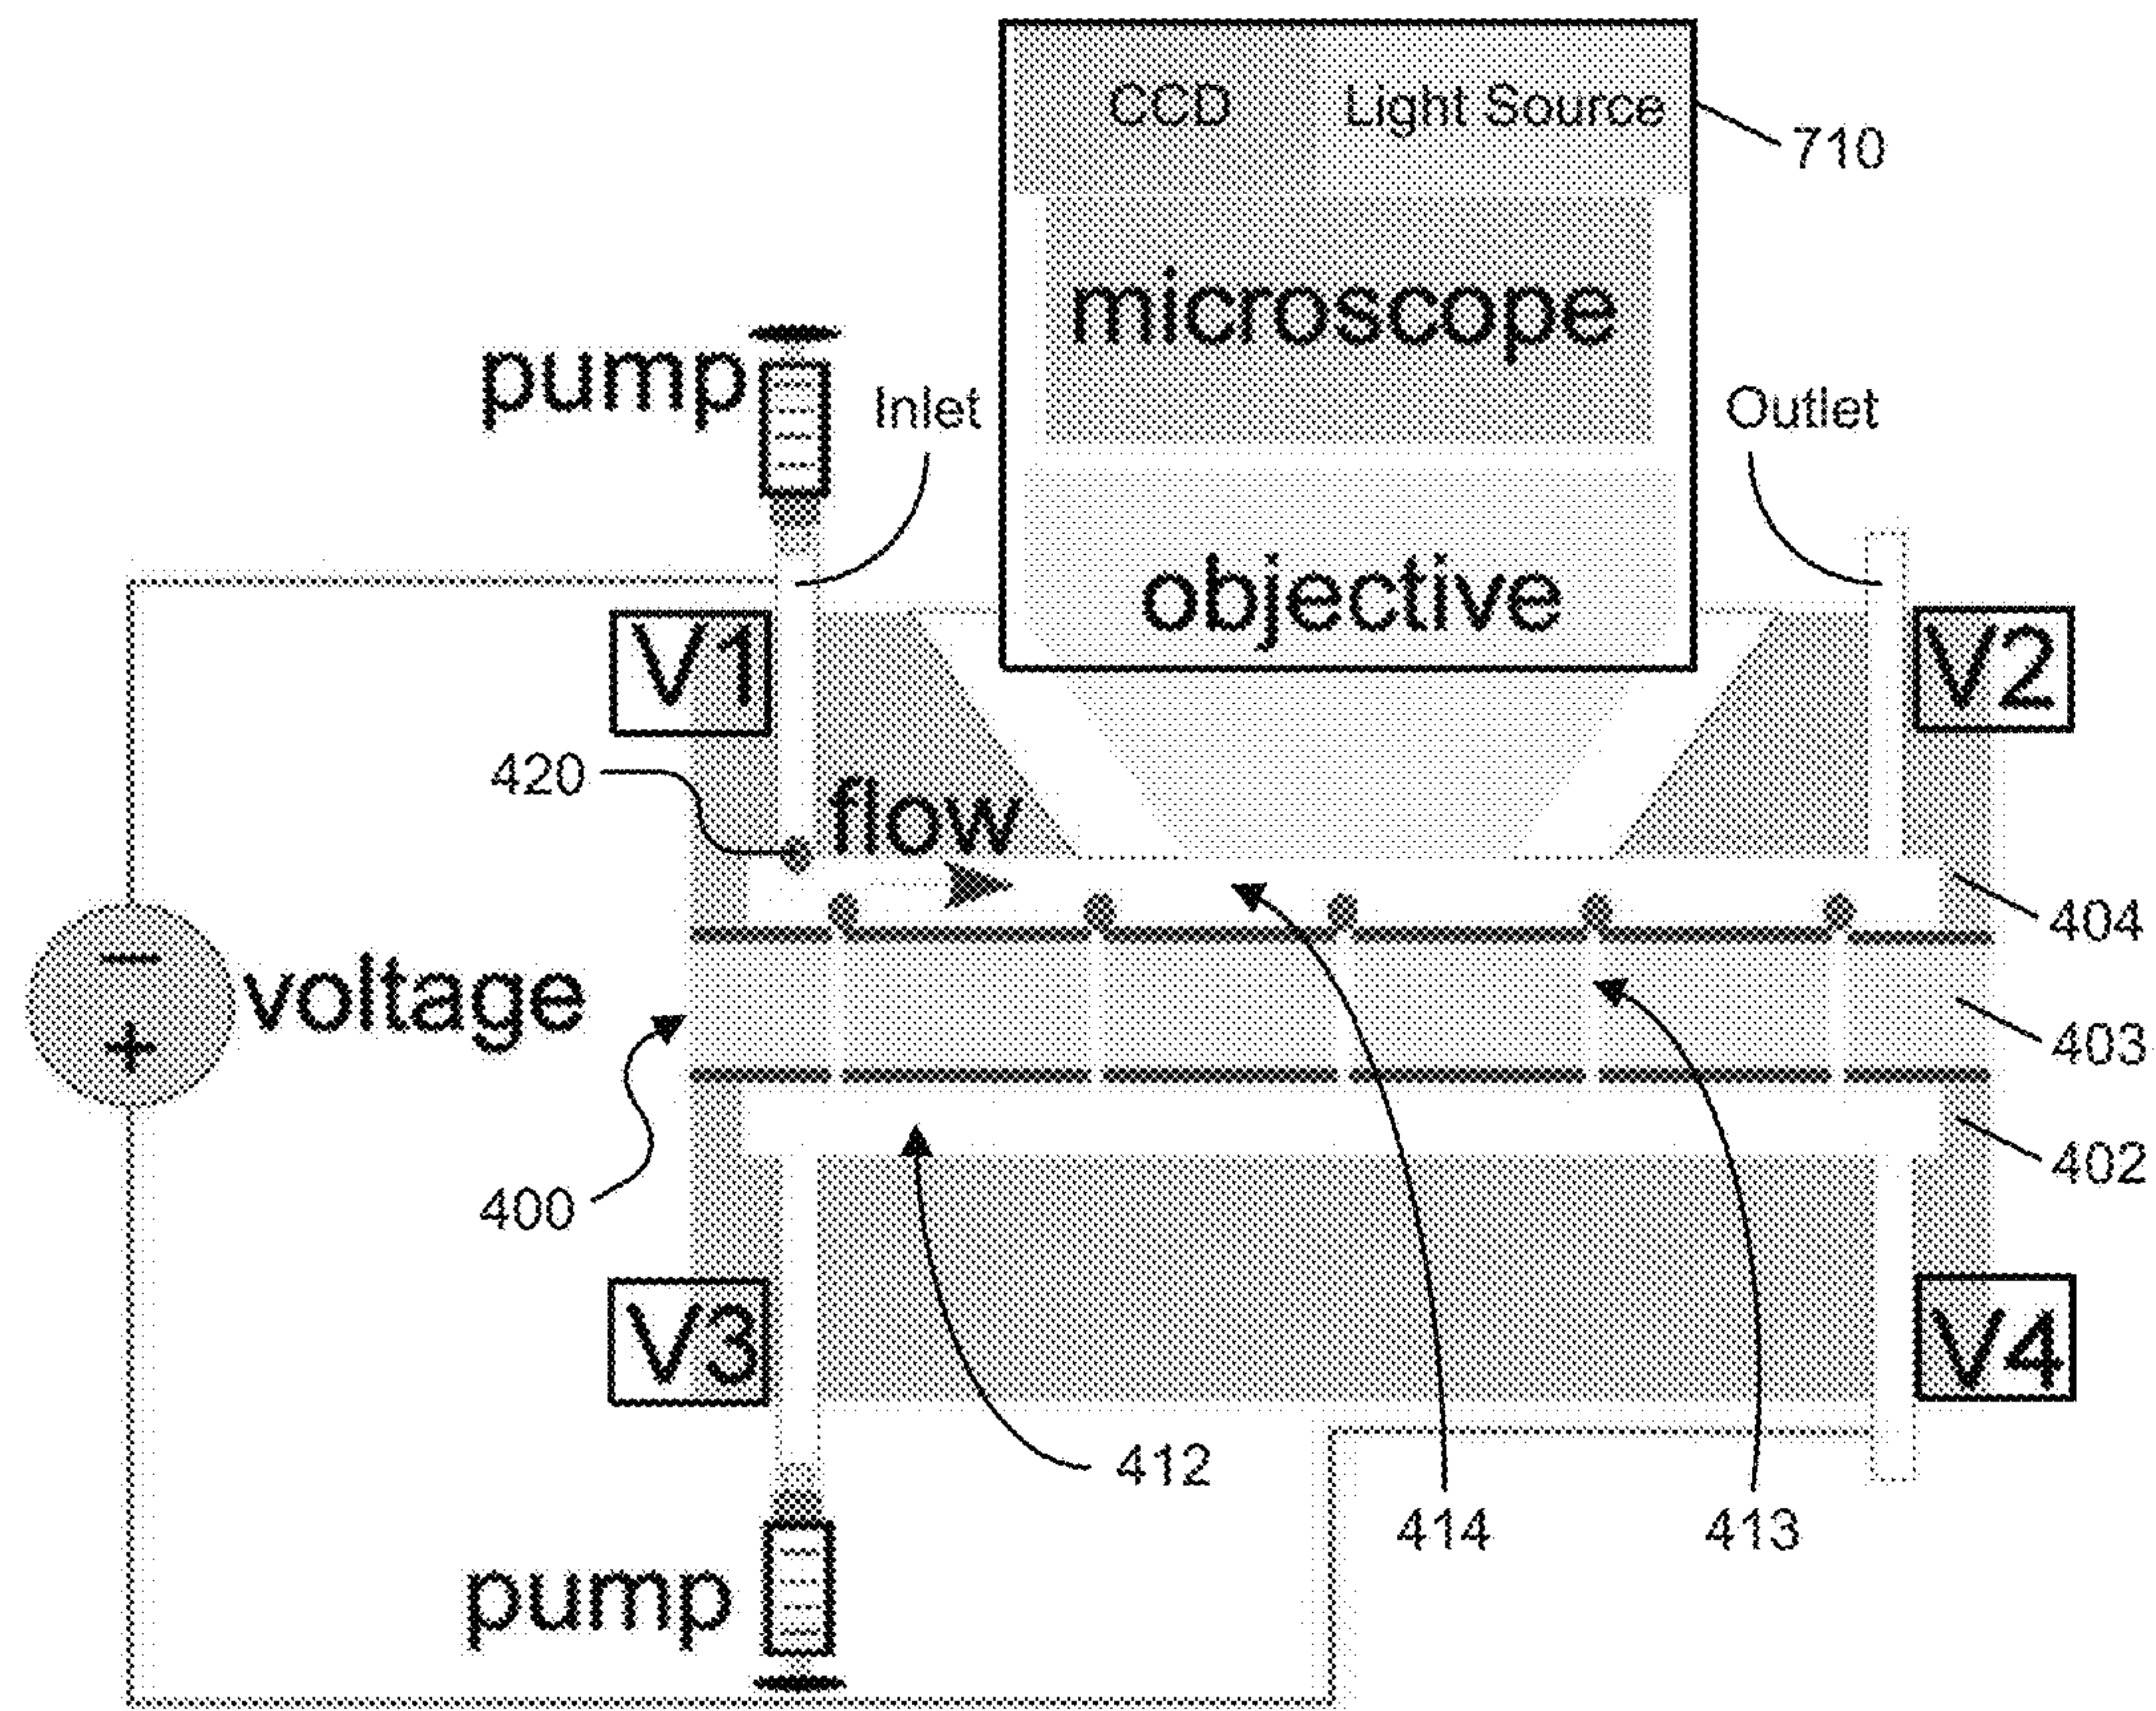 CCD Light Source
710
microscope
pump
Inlet
Outlet
objective
V1
V2
420
flow
404
− voltage
+
403
402
400
V3
V4
412
414
413
pump